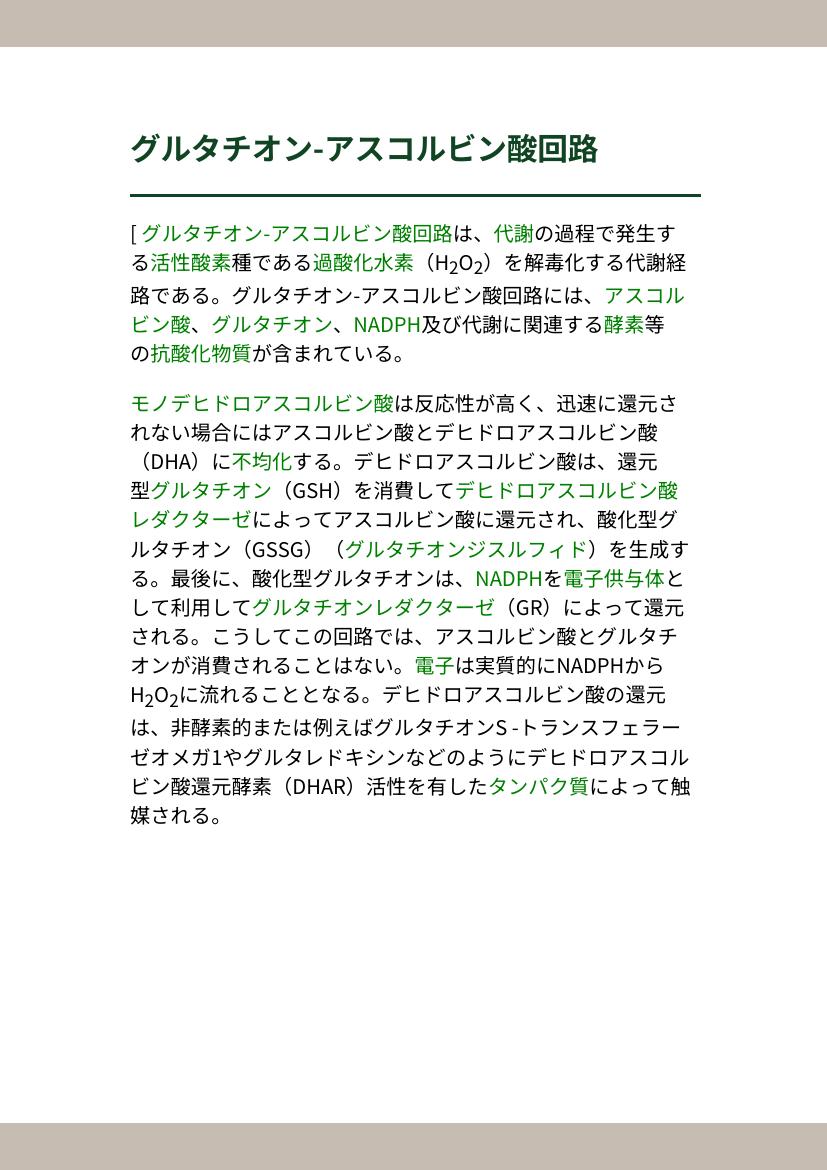 グルタチオン-アスコルビン酸回路
[ グルタチオン-アスコルビン酸回路は、代謝の過程で発生す
る活性酸素種である過酸化水素（H₂O₂）を解毒化する代謝経
路である。グルタチオン-アスコルビン酸回路には、アスコル
ビン酸、グルタチオン、NADPH及び代謝に関連する酵素等
の抗酸化物質が含まれている。
モノデヒドロアスコルビン酸は反応性が高く、迅速に還元さ
れない場合にはアスコルビン酸とデヒドロアスコルビン酸
（DHA）に不均化する。デヒドロアスコルビン酸は、還元
型グルタチオン（GSH）を消費してデヒドロアスコルビン酸
レダクターゼによってアスコルビン酸に還元され、酸化型グ
ルタチオン（GSSG）（グルタチオンジスルフィド）を生成す
る。最後に、酸化型グルタチオンは、NADPHを電子供与体と
して利用してグルタチオンレダクターゼ（GR）によって還元
される。こうしてこの回路では、アスコルビン酸とグルタチ
オンが消費されることはない。電子は実質的にNADPHから
H₂O₂に流れることとなる。デヒドロアスコルビン酸の還元
は、非酵素的または例えばグルタチオンS -トランスフェラー
ゼオメガ1やグルタレドキシンなどのようにデヒドロアスコル
ビン酸還元酵素（DHAR）活性を有したタンパク質によって触
媒される。